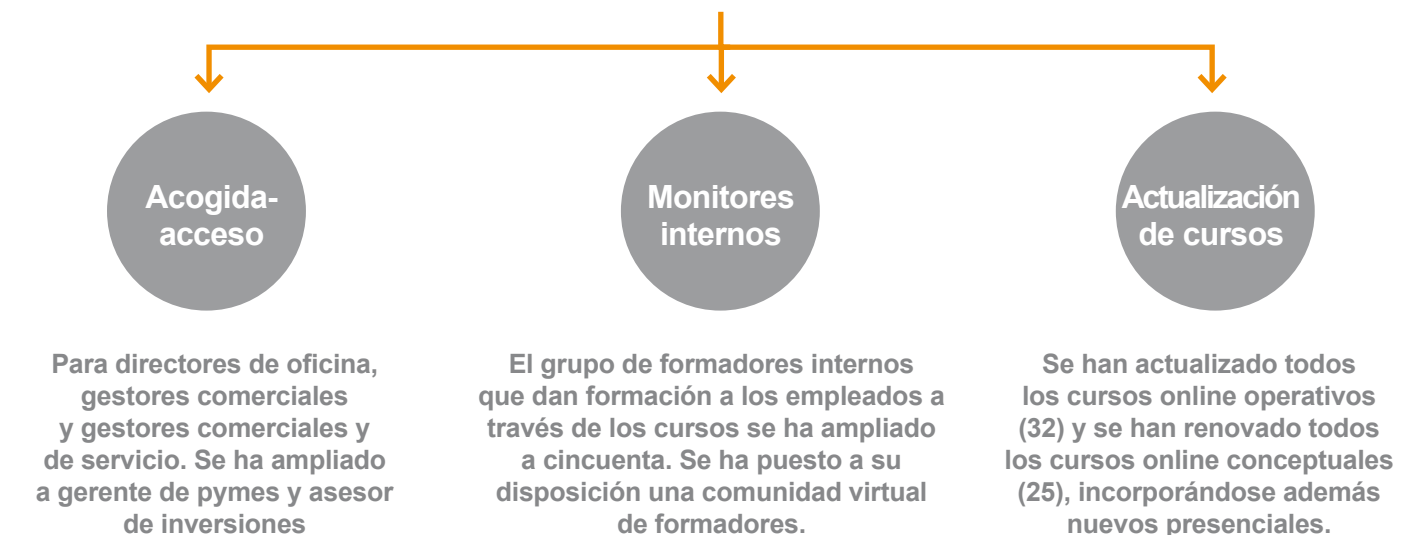 Acogida-
acceso
Para directores de oficina,
gestores comerciales
y gestores comerciales y
de servicio. Se ha ampliado
a gerente de pymes y asesor
de inversiones
Monitores
internos
El grupo de formadores internos
que dan formación a los empleados a
través de los cursos se ha ampliado
a cincuenta. Se ha puesto a su
disposición una comunidad virtual
de formadores.
Actualización
de cursos
Se han actualizado todos
los cursos online operativos
(32) y se han renovado todos
los cursos online conceptuales
(25), incorporándose además
nuevos presenciales.